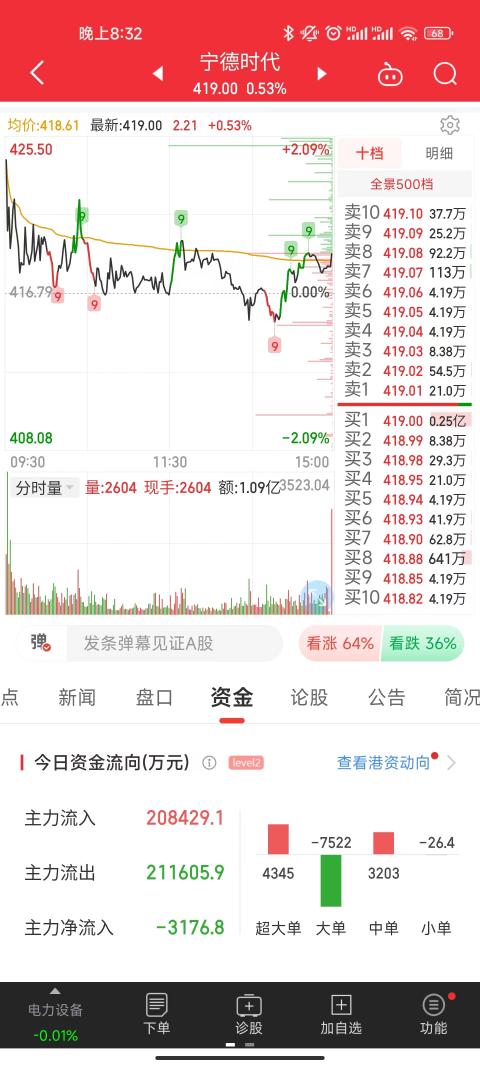 晚上8:32
68
宁德时代
419.00 0.53%
均价:418.61 最新:419.00 2.21 +0.53%
十档 明细
全景500档
425.50 +2.09%
416.79 0.00%
408.08 -2.09%
9
9
9
9
9
9
9
09:30 11:30 15:00
卖10 419.10 37.7万
卖9 419.09 25.2万
卖8 419.08 92.2万
卖7 419.07 113万
卖6 419.06 4.19万
卖5 419.05 4.19万
卖4 419.04 4.19万
卖3 419.03 8.38万
卖2 419.02 54.5万
卖1 419.01 21.0万
买1 419.00 0.25亿
买2 418.99 8.38万
买3 418.98 29.3万
买4 418.95 21.0万
买5 418.94 4.19万
买6 418.93 41.9万
买7 418.90 62.8万
买8 418.88 641万
买9 418.85 4.19万
买10 418.82 4.19万
分时量 量:2604 现手:2604 额:1.09亿 3523.04
弹 发条弹幕见证A股 看涨 64% 看跌 36%
点 新闻 盘口 资金 论股 公告 简况
今日资金流向(万元) level2 查看港资动向
主力流入 208429.1
主力流出 211605.9
主力净流入 -3176.8
4345 -7522 3203 -26.4
超大单 大单 中单 小单
电力设备
-0.01%
下单 诊股 加自选 功能